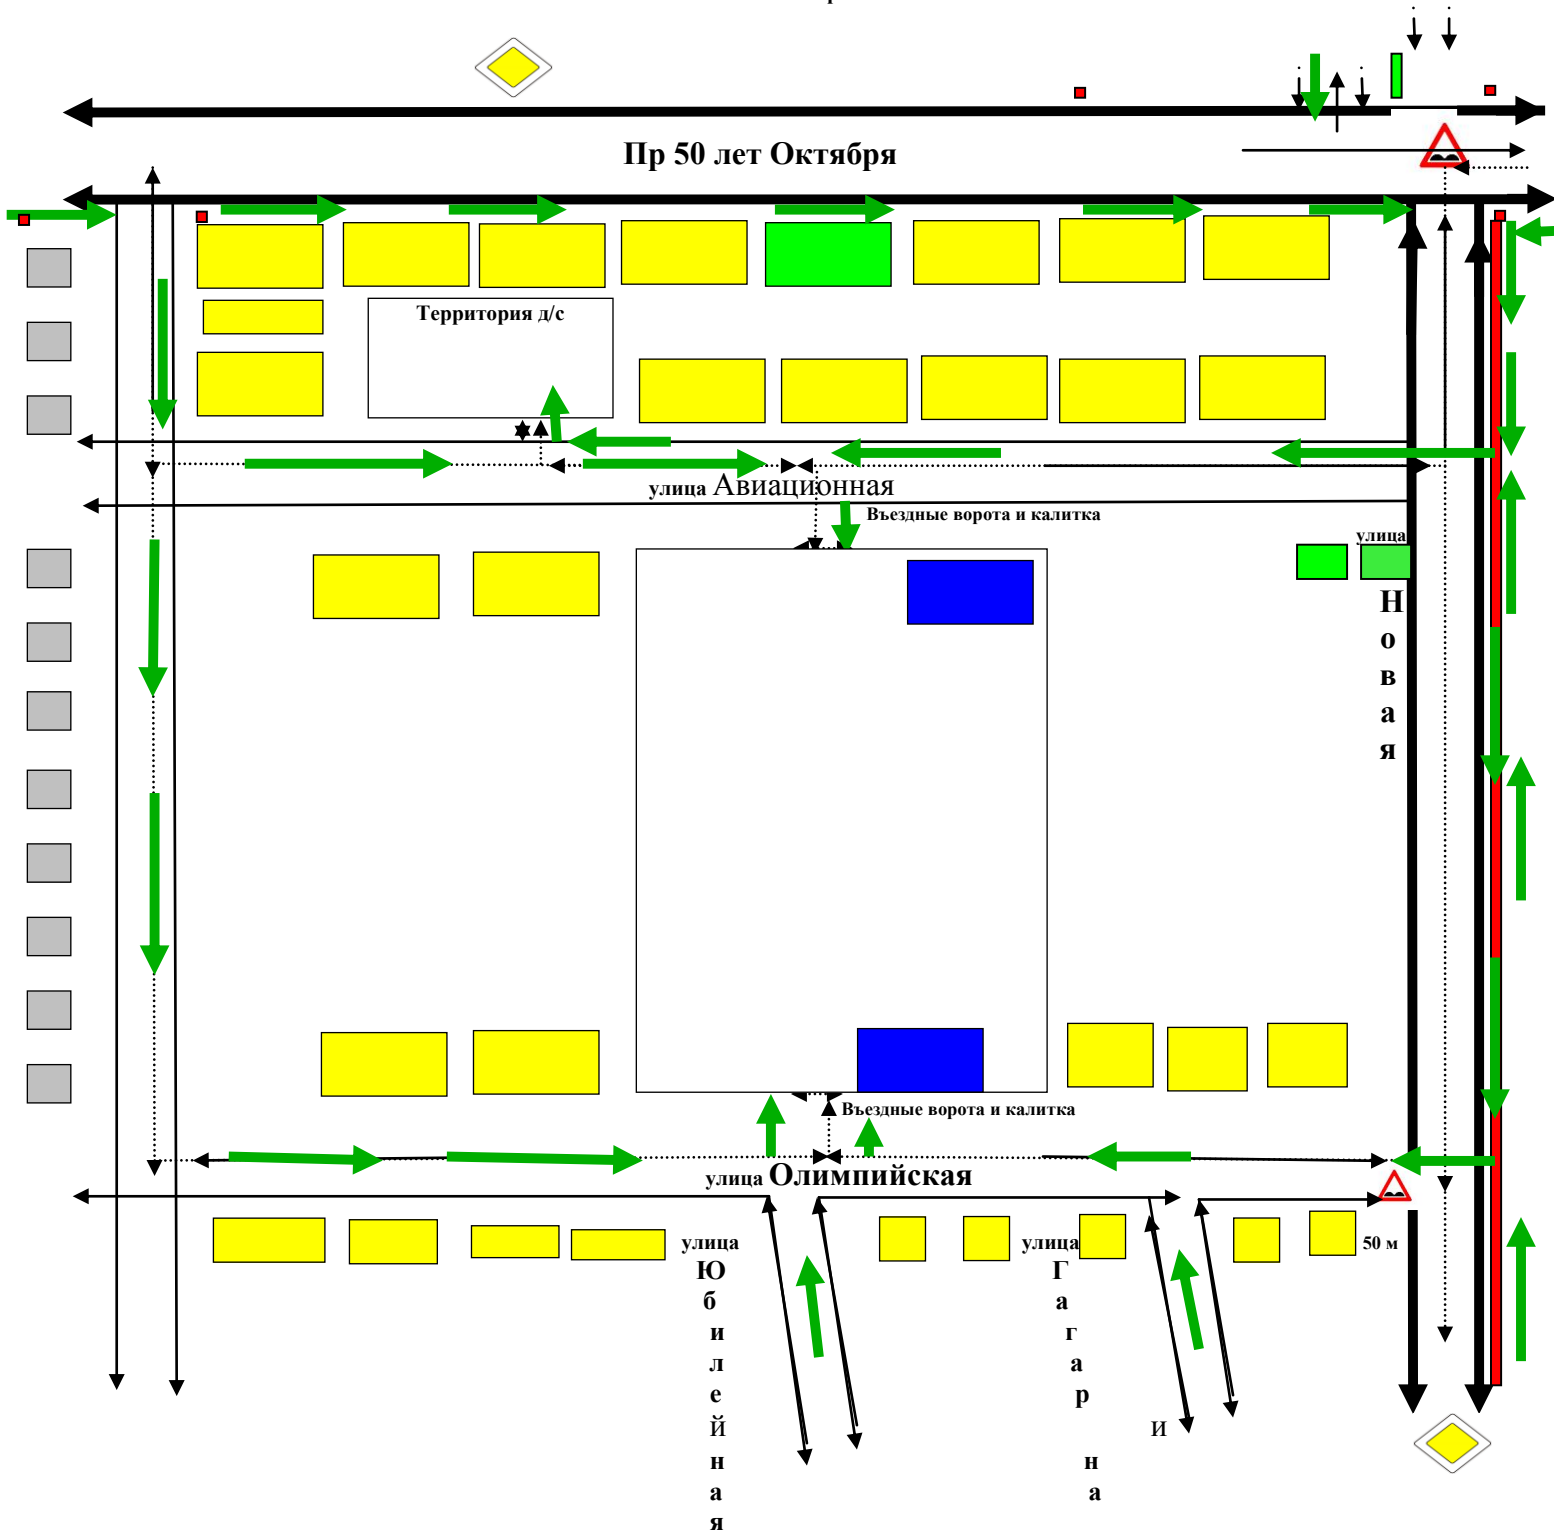 Пр 50 лет Октября
Территория д/с
улица Авиационная
Въездные ворота и калитка
улица
Н
о
в
а
я
Въездные ворота и калитка
улица Олимпийская
50 м
улица
Ю
б
и
л
е
й
н
а
я
улица
Г
а
г
а
р
и
н
а